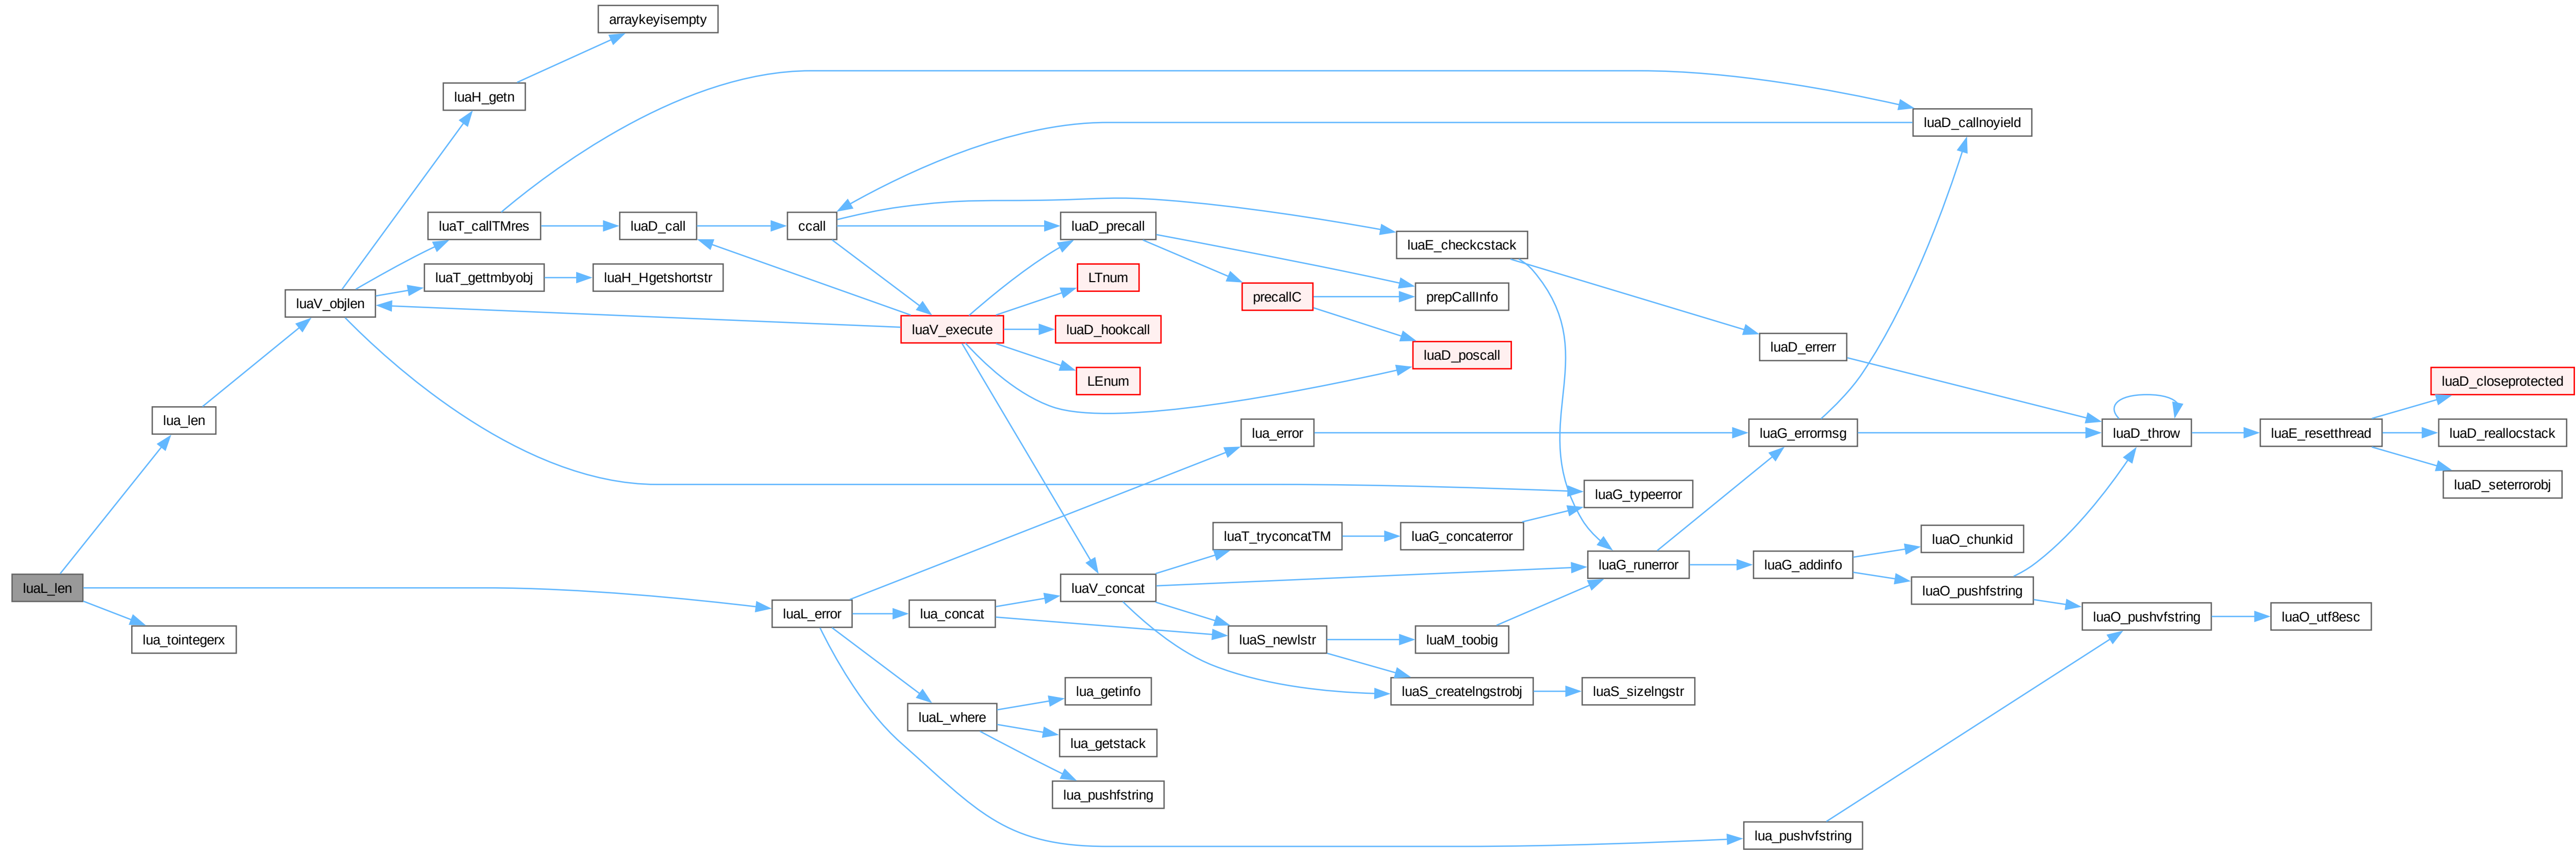 arraykeyisempty
luaH_getn
luaD_callnoyield
luaT_callTMres
luaD_call
ccall
luaD_precall
luaE_checkcstack
luaT_gettmbyobj
luaH_Hgetshortstr
LTnum
precallC
prepCallInfo
luaV_objlen
luaV_execute
luaD_hookcall
luaD_errerr
luaD_poscall
LEnum
luaD_closeprotected
lua_len
lua_error
luaG_errormsg
luaD_throw
luaE_resetthread
luaD_reallocstack
luaG_typeerror
luaD_seterrorobj
luaT_tryconcatTM
luaG_concaterror
luaO_chunkid
luaG_runerror
luaG_addinfo
luaL_len
luaV_concat
luaO_pushfstring
luaL_error
lua_concat
luaO_pushvfstring
luaO_utf8esc
lua_tointegerx
luaS_newlstr
luaM_toobig
lua_getinfo
luaS_createlngstrobj
luaS_sizelngstr
luaL_where
lua_getstack
lua_pushfstring
lua_pushvfstring